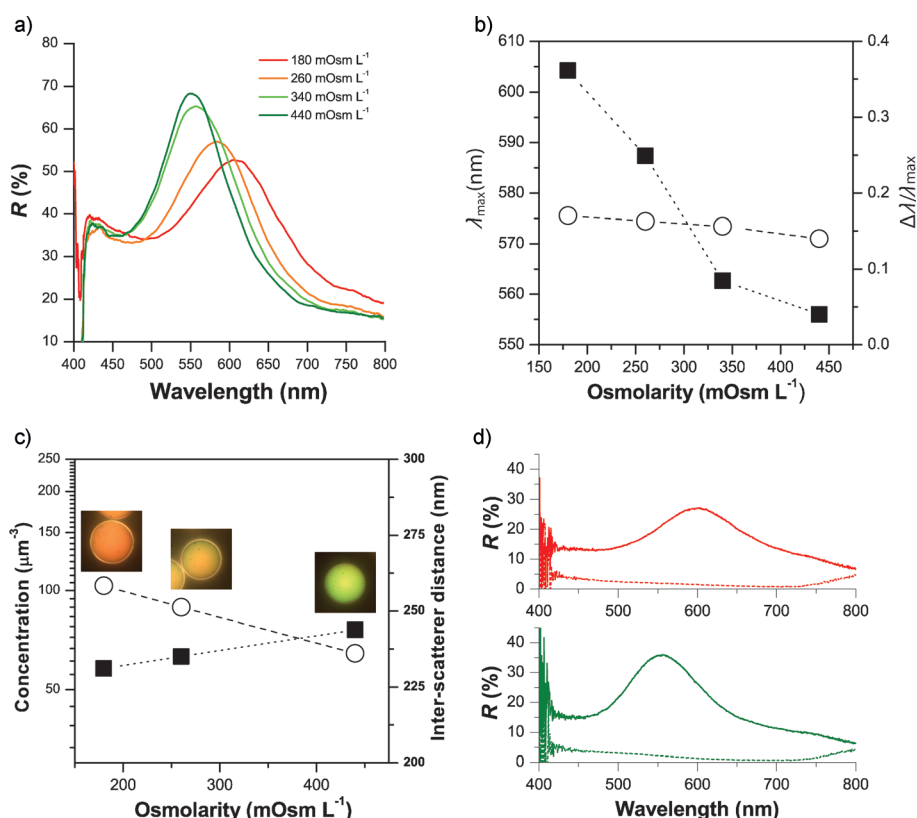 a)
R (%)
90
80
70
60
50
40
30
20
10
400 450 500 550 600 650 700 750 800
Wavelength (nm)
180 mOsm L⁻¹
260 mOsm L⁻¹
340 mOsm L⁻¹
440 mOsm L⁻¹
b)
λmax(nm)
610
600
590
580
570
560
550
150 200 250 300 350 400 450
Osmolarity (mOsm L⁻¹)
0.4
0.3
0.2
0.1
0.0
Δλ/λmax
c)
Concentration (μm⁻³)
250
200
150
100
50
200 300 400
Osmolarity (mOsm L⁻¹)
300
275
250
225
200
Inter-scatterer distance (nm)
d)
R (%)
40
30
20
10
0
400 500 600 700 800
R (%)
40
30
20
10
0
400 500 600 700 800
Wavelength (nm)